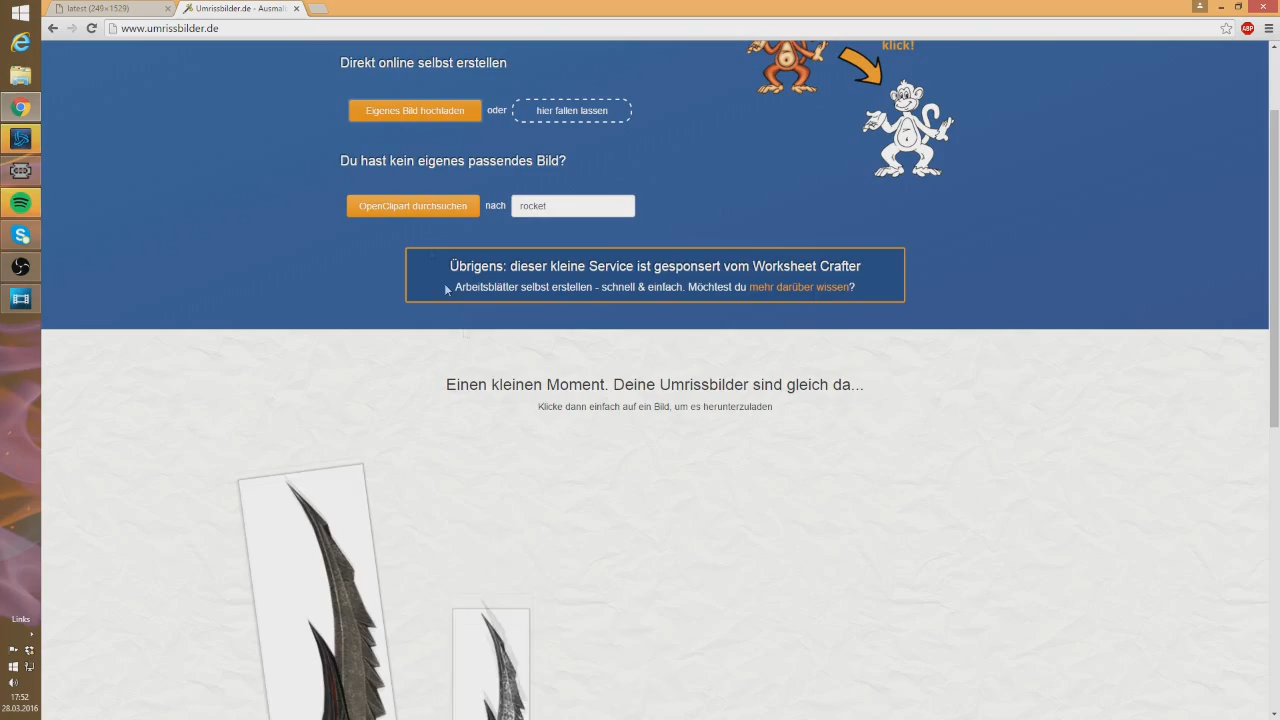 latest (249×1529)
Umrissbilder.de - Ausmal
www.umrissbilder.de
ABP
klick!
Direkt online selbst erstellen
Eigenes Bild hochladen oder hier fallen lassen
Du hast kein eigenes passendes Bild?
OpenClipart durchsuchen nach rocket
Übrigens: dieser kleine Service ist gesponsert vom Worksheet Crafter
Arbeitsblätter selbst erstellen - schnell & einfach. Möchtest du mehr darüber wissen?
Einen kleinen Moment. Deine Umrissbilder sind gleich da...
Klicke dann einfach auf ein Bild, um es herunterzuladen
Links
17:52
28.03.2016